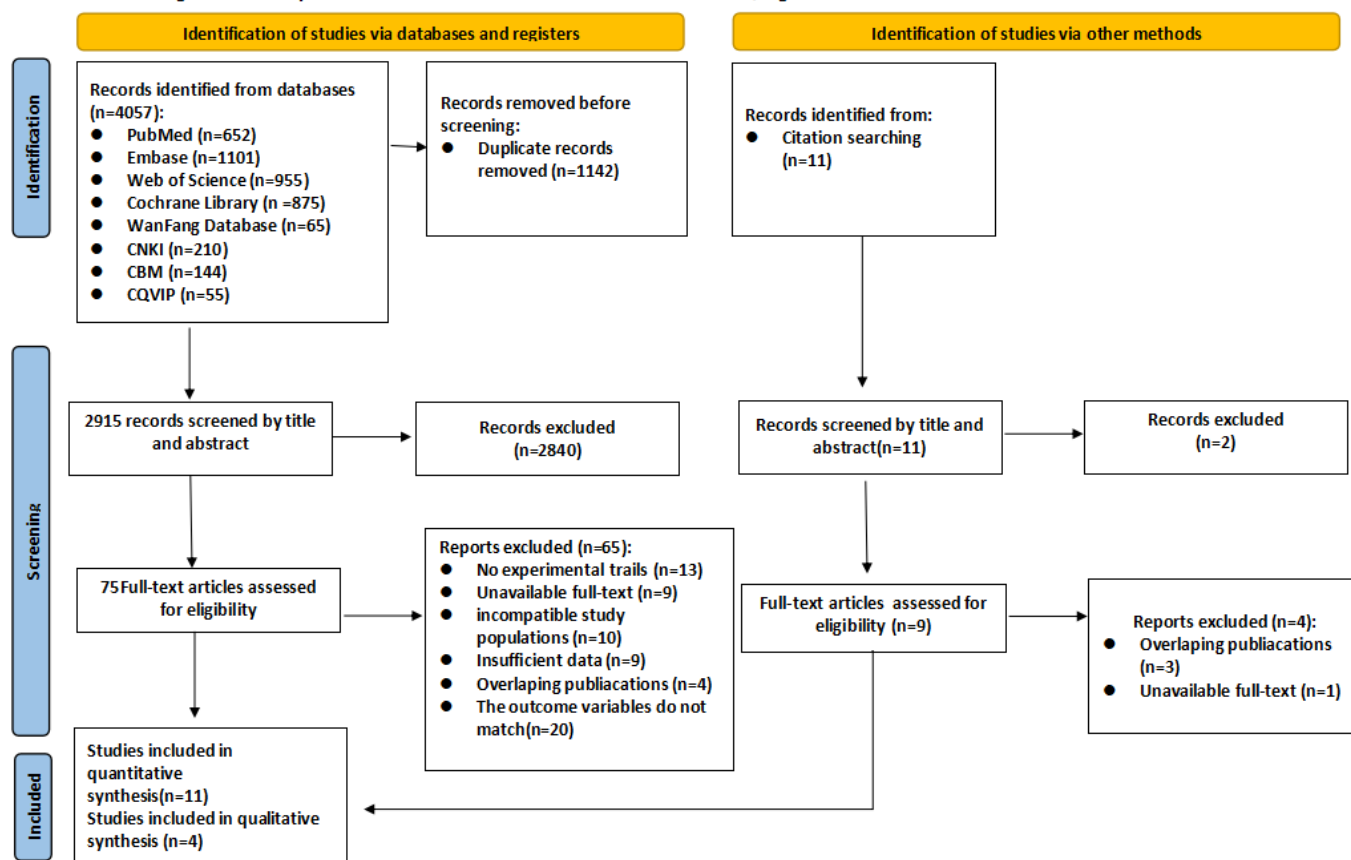 Identification of studies via databases and registers
Identification of studies via other methods
Identification
Records identified from databases
(n=4057):
● PubMed (n=652)
● Embase (n=1101)
● Web of Science (n=955)
● Cochrane Library (n =875)
● WanFang Database (n=65)
● CNKI (n=210)
● CBM (n=144)
● CQVIP (n=55)
Records removed before
screening:
● Duplicate records
removed (n=1142)
Records identified from:
● Citation searching
(n=11)
Screening
2915 records screened by title
and abstract
Records excluded
(n=2840)
Records screened by title and
abstract(n=11)
Records excluded
(n=2)
75Full-text articles assessed
for eligibility
Reports excluded (n=65):
● No experimental trails (n=13)
● Unavailable full-text (n=9)
● incompatible study
populations (n=10)
● Insufficient data (n=9)
● Overlaping publiacations (n=4)
● The outcome variables do not
match(n=20)
Full-text articles assessed for
eligibility (n=9)
Reports excluded (n=4):
● Overlaping publiacations
(n=3)
● Unavailable full-text (n=1)
Included
Studies included in
quantitative
synthesis(n=11)
Studies included in qualitative
synthesis (n=4)